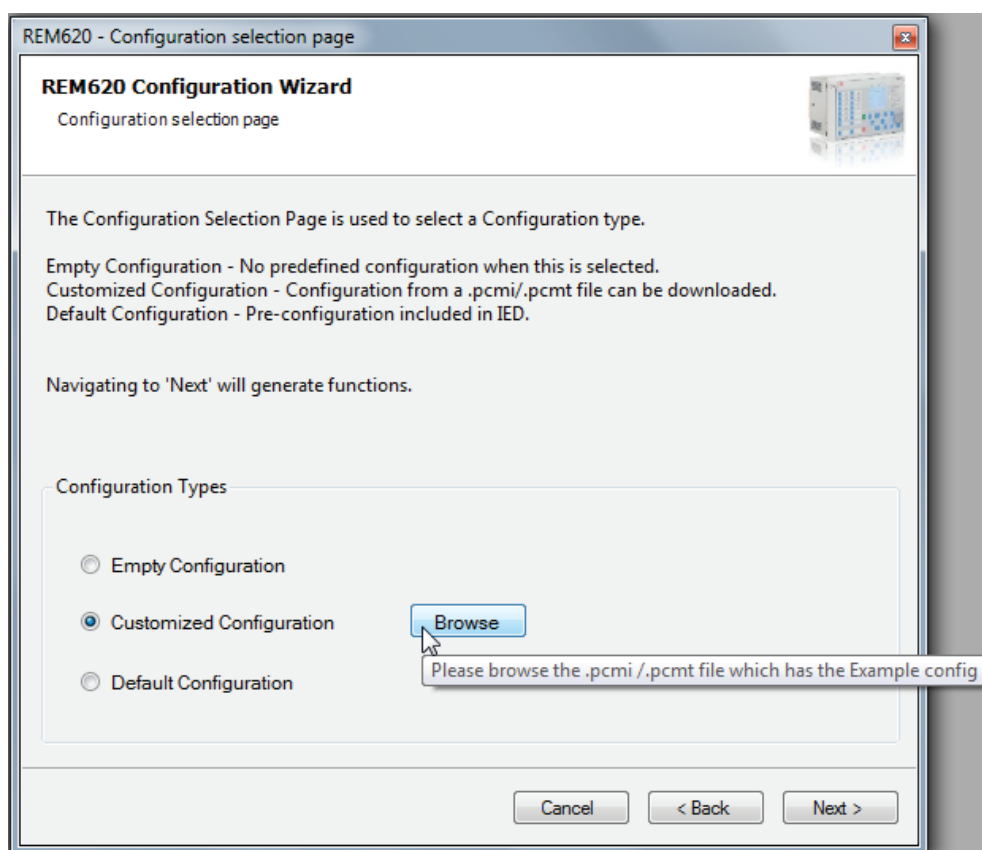 REM620 - Configuration selection page
REM620 Configuration Wizard
Configuration selection page
The Configuration Selection Page is used to select a Configuration type.
Empty Configuration - No predefined configuration when this is selected.
Customized Configuration - Configuration from a .pcmi/.pcmt file can be downloaded.
Default Configuration - Pre-configuration included in IED.
Navigating to 'Next' will generate functions.
Configuration Types
Empty Configuration
Customized Configuration Browse
Please browse the .pcmi /.pcmt file which has the Example config
Default Configuration
Cancel < Back Next >